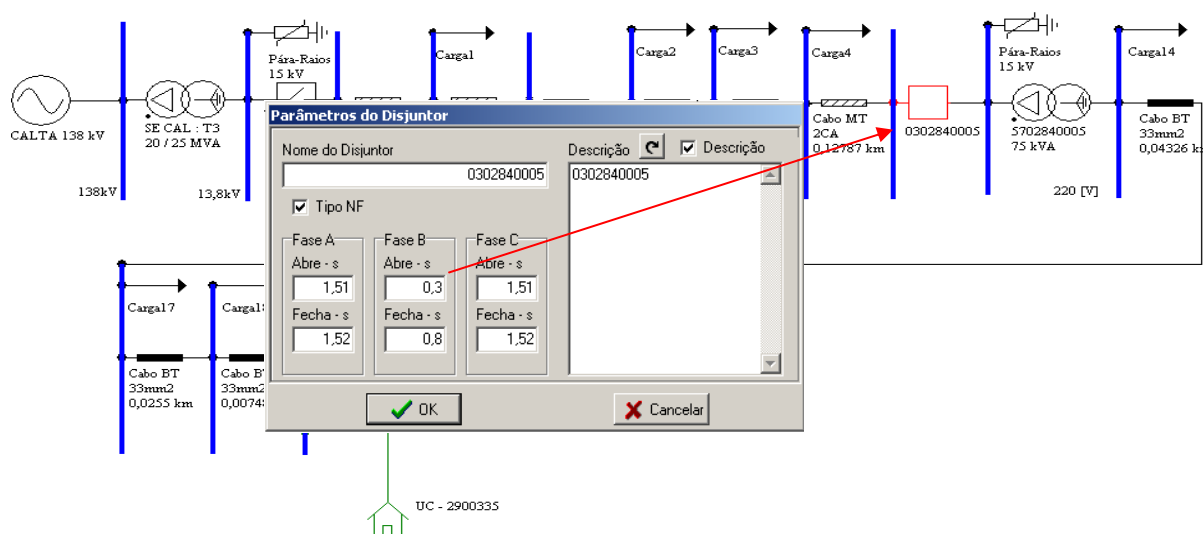 Pára-Raios
15 kV
Carga1
Carga2
Carga3
Carga4
Pára-Raios
15 kV
Carga14
CALTA 138 kV
SE CAL : T3
20 / 25 MVA
138kV
13,8kV
Cabo MT
2CA
0,12787 km
0302840005
5702840005
75 kVA
220 [V]
Cabo BT
33mm2
0,04326 k
Parâmetros do Disjuntor
Nome do Disjuntor
0302840005
Tipo NF
Descrição
Descrição
0302840005
Fase A
Abre - s
1,51
Fecha - s
1,52
Fase B
Abre - s
0,3
Fecha - s
0,8
Fase C
Abre - s
1,51
Fecha - s
1,52
OK
Cancelar
Carga17
Carga18
Cabo BT
33mm2
0,0255 km
Cabo B
33mm2
0,0074
UC - 2900335